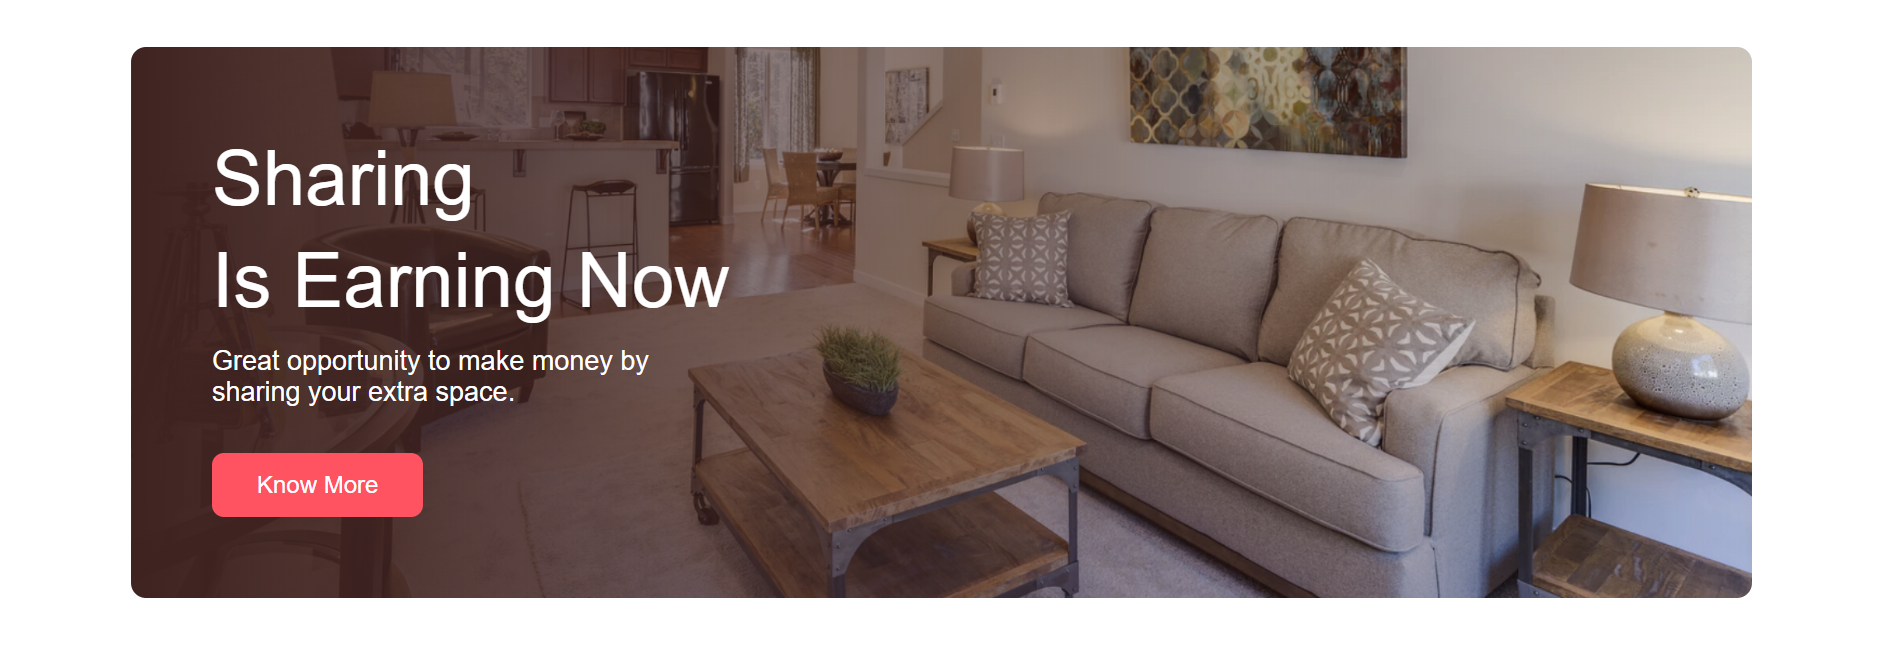 Sharing
Is Earning Now
Great opportunity to make money by
sharing your extra space.
Know More